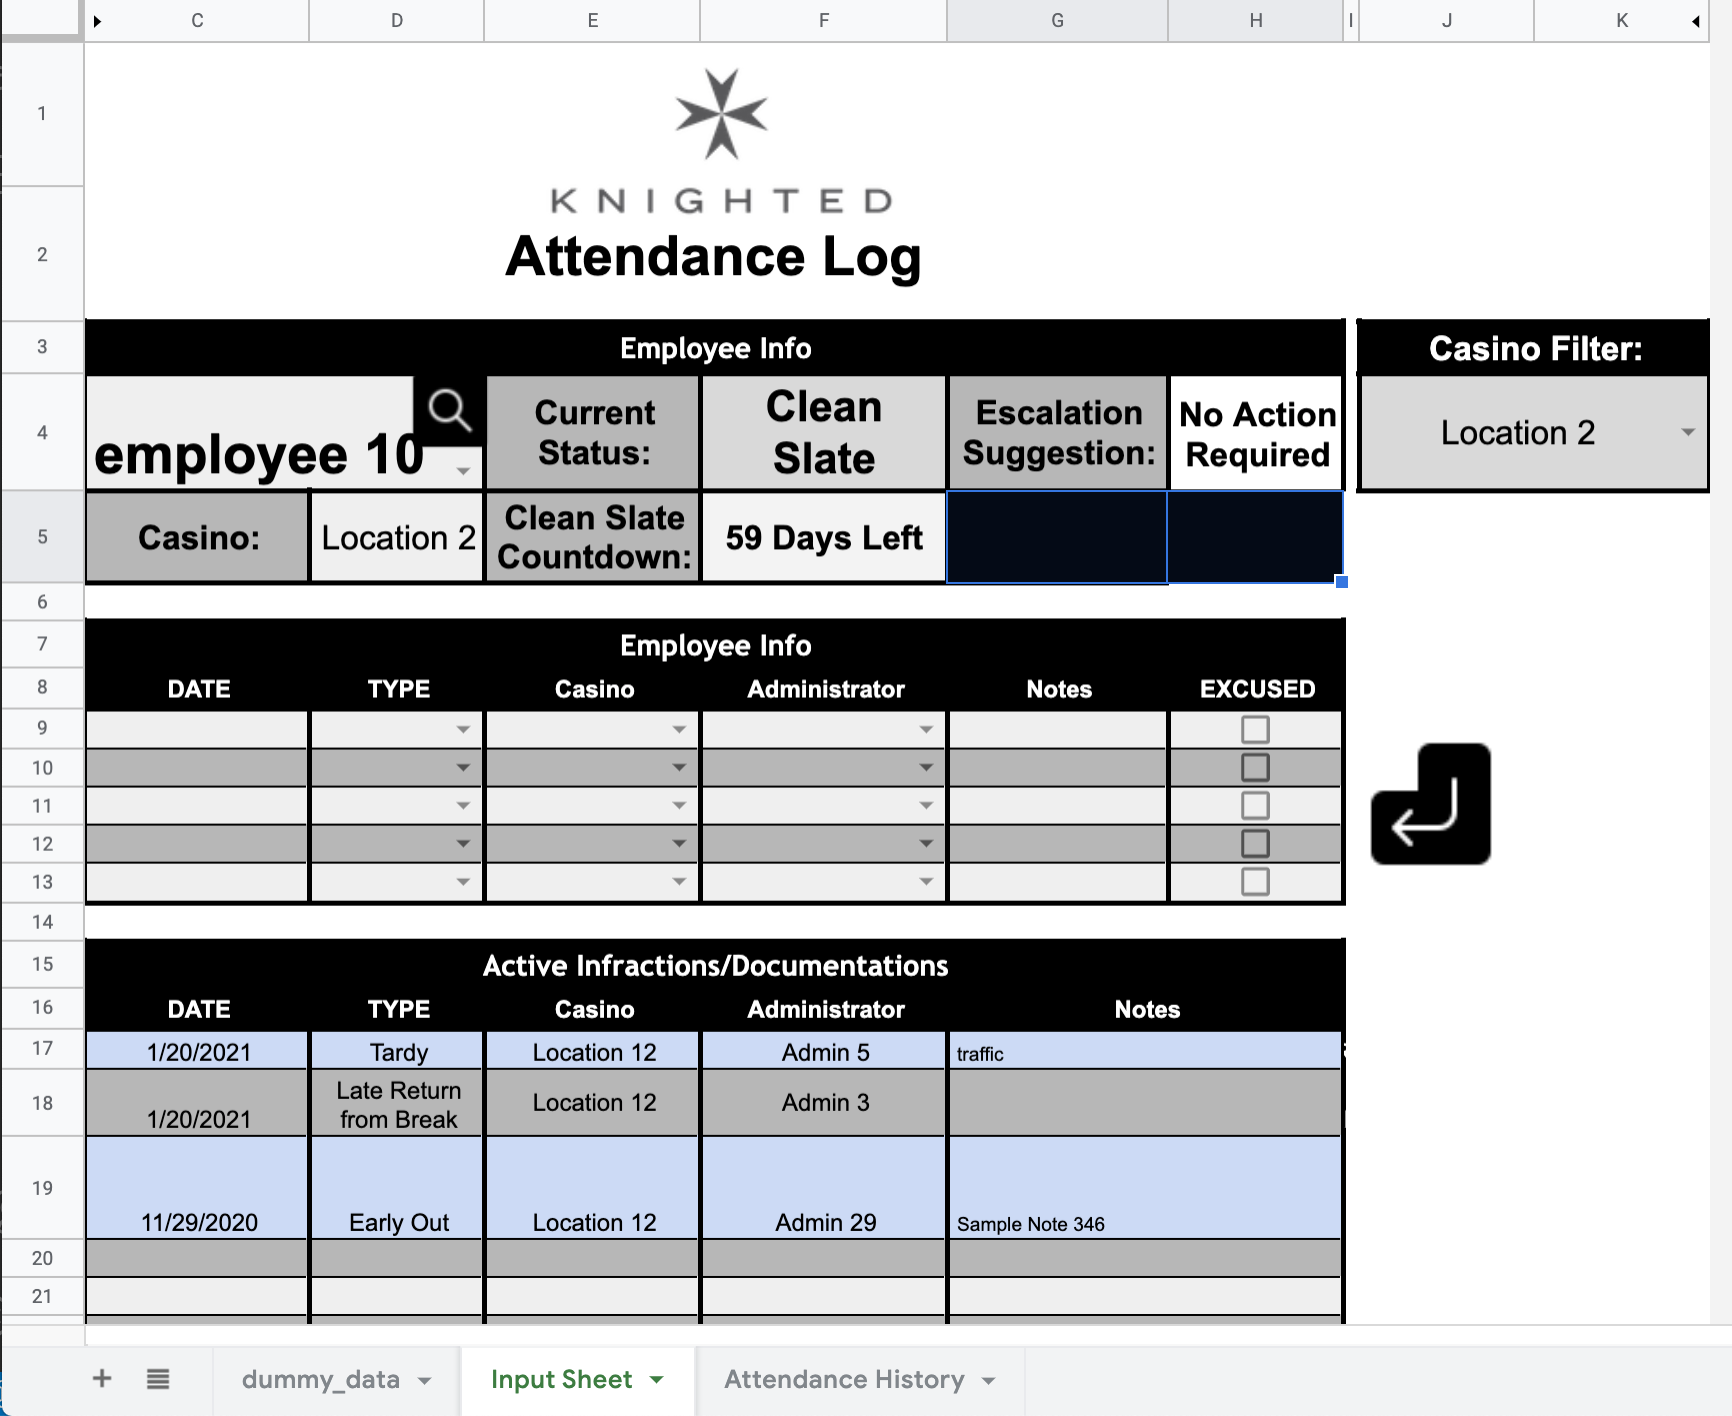 C D E F G H I J K
1
KNIGHTED
2 Attendance Log
3 Employee Info Casino Filter:
4 employee 10 Current Status: Clean Slate Escalation Suggestion: No Action Required Location 2
5 Casino: Location 2 Clean Slate Countdown: 59 Days Left
6
7 Employee Info
8 DATE TYPE Casino Administrator Notes EXCUSED
9
10
11
12
13
14
15 Active Infractions/Documentations
16 DATE TYPE Casino Administrator Notes
17 1/20/2021 Tardy Location 12 Admin 5 traffic
18 1/20/2021 Late Return from Break Location 12 Admin 3
19 11/29/2020 Early Out Location 12 Admin 29 Sample Note 346
20
21
dummy_data Input Sheet Attendance History